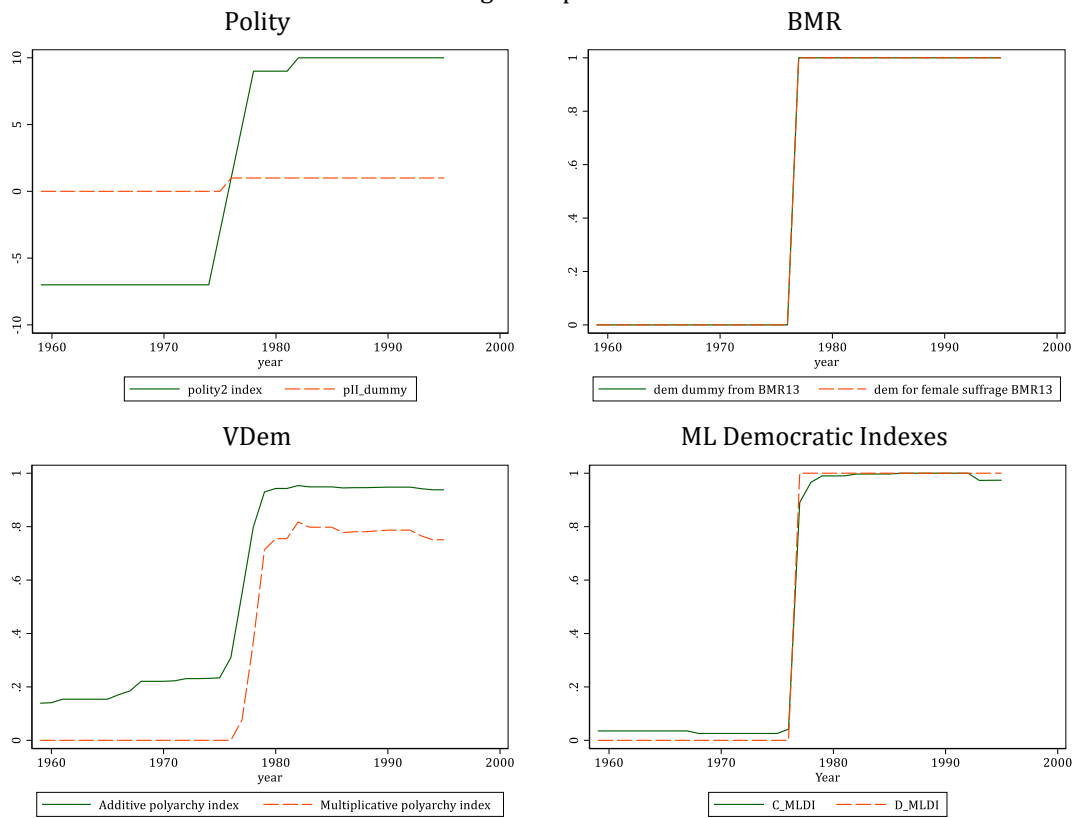 Polity
10
5
0
-5
-10
1960 1970 1980 1990 2000
year
polity2 index pII_dummy
BMR
1
.8
.6
.4
.2
0
1960 1970 1980 1990 2000
year
dem dummy from BMR13 dem for female suffrage BMR13
VDem
1
.8
.6
.4
.2
0
1960 1970 1980 1990 2000
year
Additive polyarchy index Multiplicative polyarchy index
ML Democratic Indexes
1
.8
.6
.4
.2
0
1960 1970 1980 1990 2000
Year
C_MLDI D_MLDI